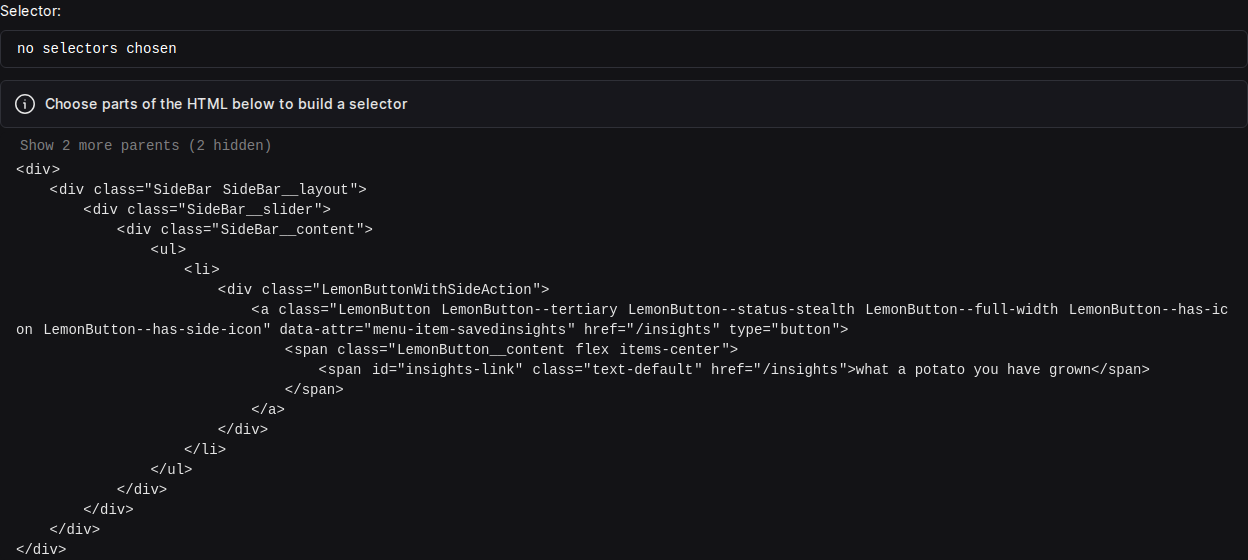 Selector:
no selectors chosen
Choose parts of the HTML below to build a selector
Show 2 more parents (2 hidden)
<div>
<div class="SideBar SideBar__layout">
<div class="SideBar__slider">
<div class="SideBar__content">
<ul>
<li>
<div class="LemonButtonWithSideAction">
<a class="LemonButton LemonButton--tertiary LemonButton--status-stealth LemonButton--full-width LemonButton--has-ic
on LemonButton--has-side-icon" data-attr="menu-item-savedinsights" href="/insights" type="button">
<span class="LemonButton__content flex items-center">
<span id="insights-link" class="text-default" href="/insights">what a potato you have grown</span>
</span>
</a>
</div>
</li>
</ul>
</div>
</div>
</div>
</div>